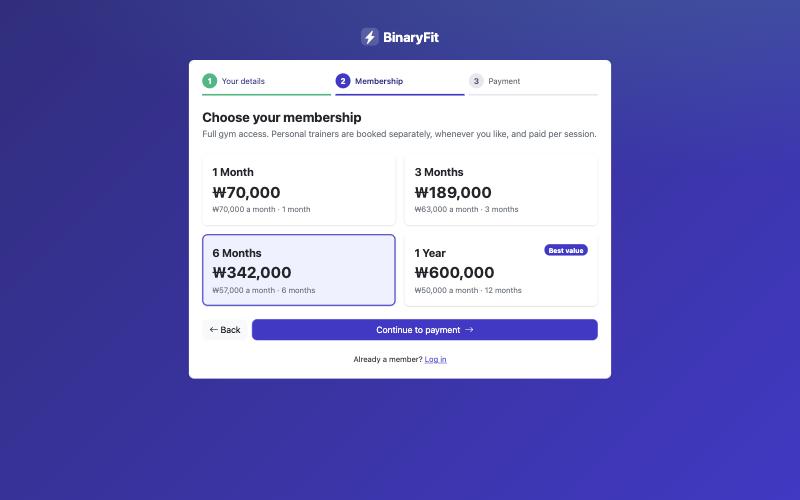 BinaryFit
1 Your details
2 Membership
3 Payment
Choose your membership
Full gym access. Personal trainers are booked separately, whenever you like, and paid per session.
1 Month
₩70,000
₩70,000 a month · 1 month
3 Months
₩189,000
₩63,000 a month · 3 months
6 Months
₩342,000
₩57,000 a month · 6 months
1 Year
Best value
₩600,000
₩50,000 a month · 12 months
← Back
Continue to payment →
Already a member? Log in